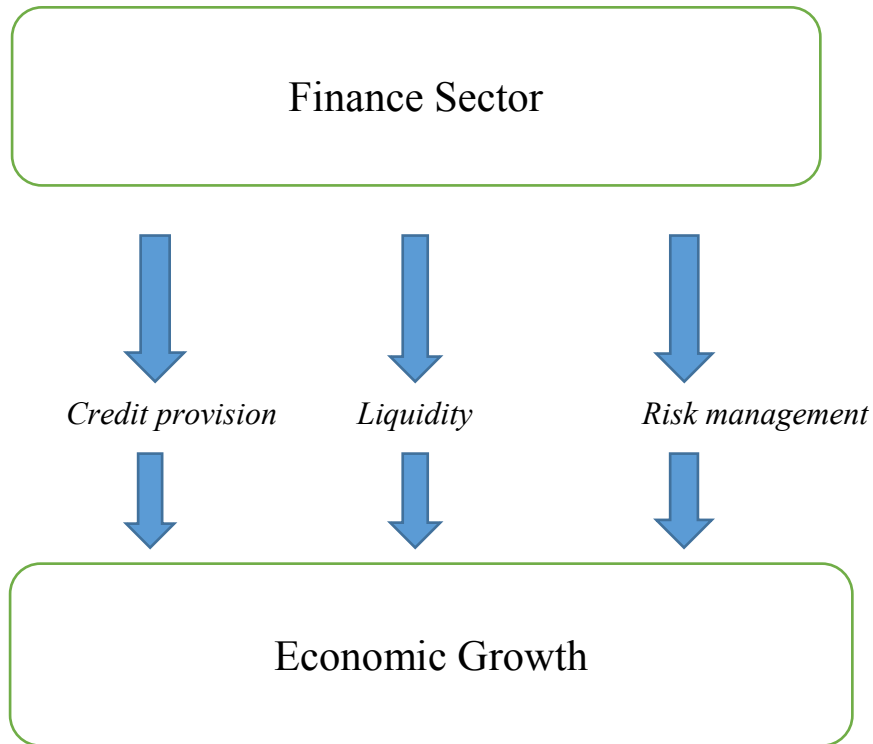 Finance Sector
Credit provision Liquidity Risk management
Economic Growth